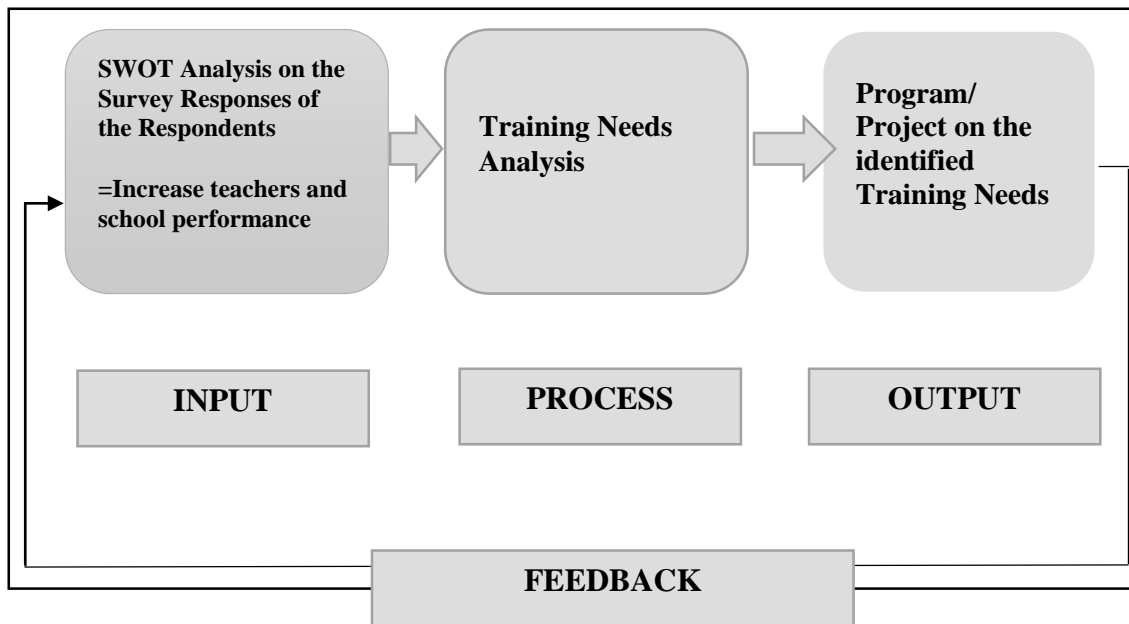 SWOT Analysis on the
Survey Responses of
the Respondents
=Increase teachers and
school performance
Training Needs
Analysis
Program/
Project on the
identified
Training Needs
INPUT
PROCESS
OUTPUT
FEEDBACK